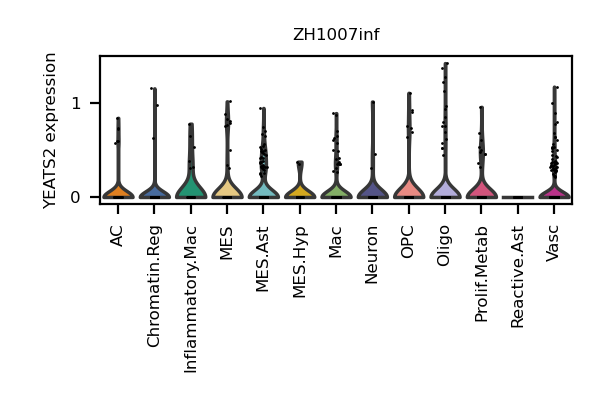 ZH1007inf
YEATS2 expression
1
0
AC
Chromatin.Reg
Inflammatory.Mac
MES
MES.Ast
MES.Hyp
Mac
Neuron
OPC
Oligo
Prolif.Metab
Reactive.Ast
Vasc